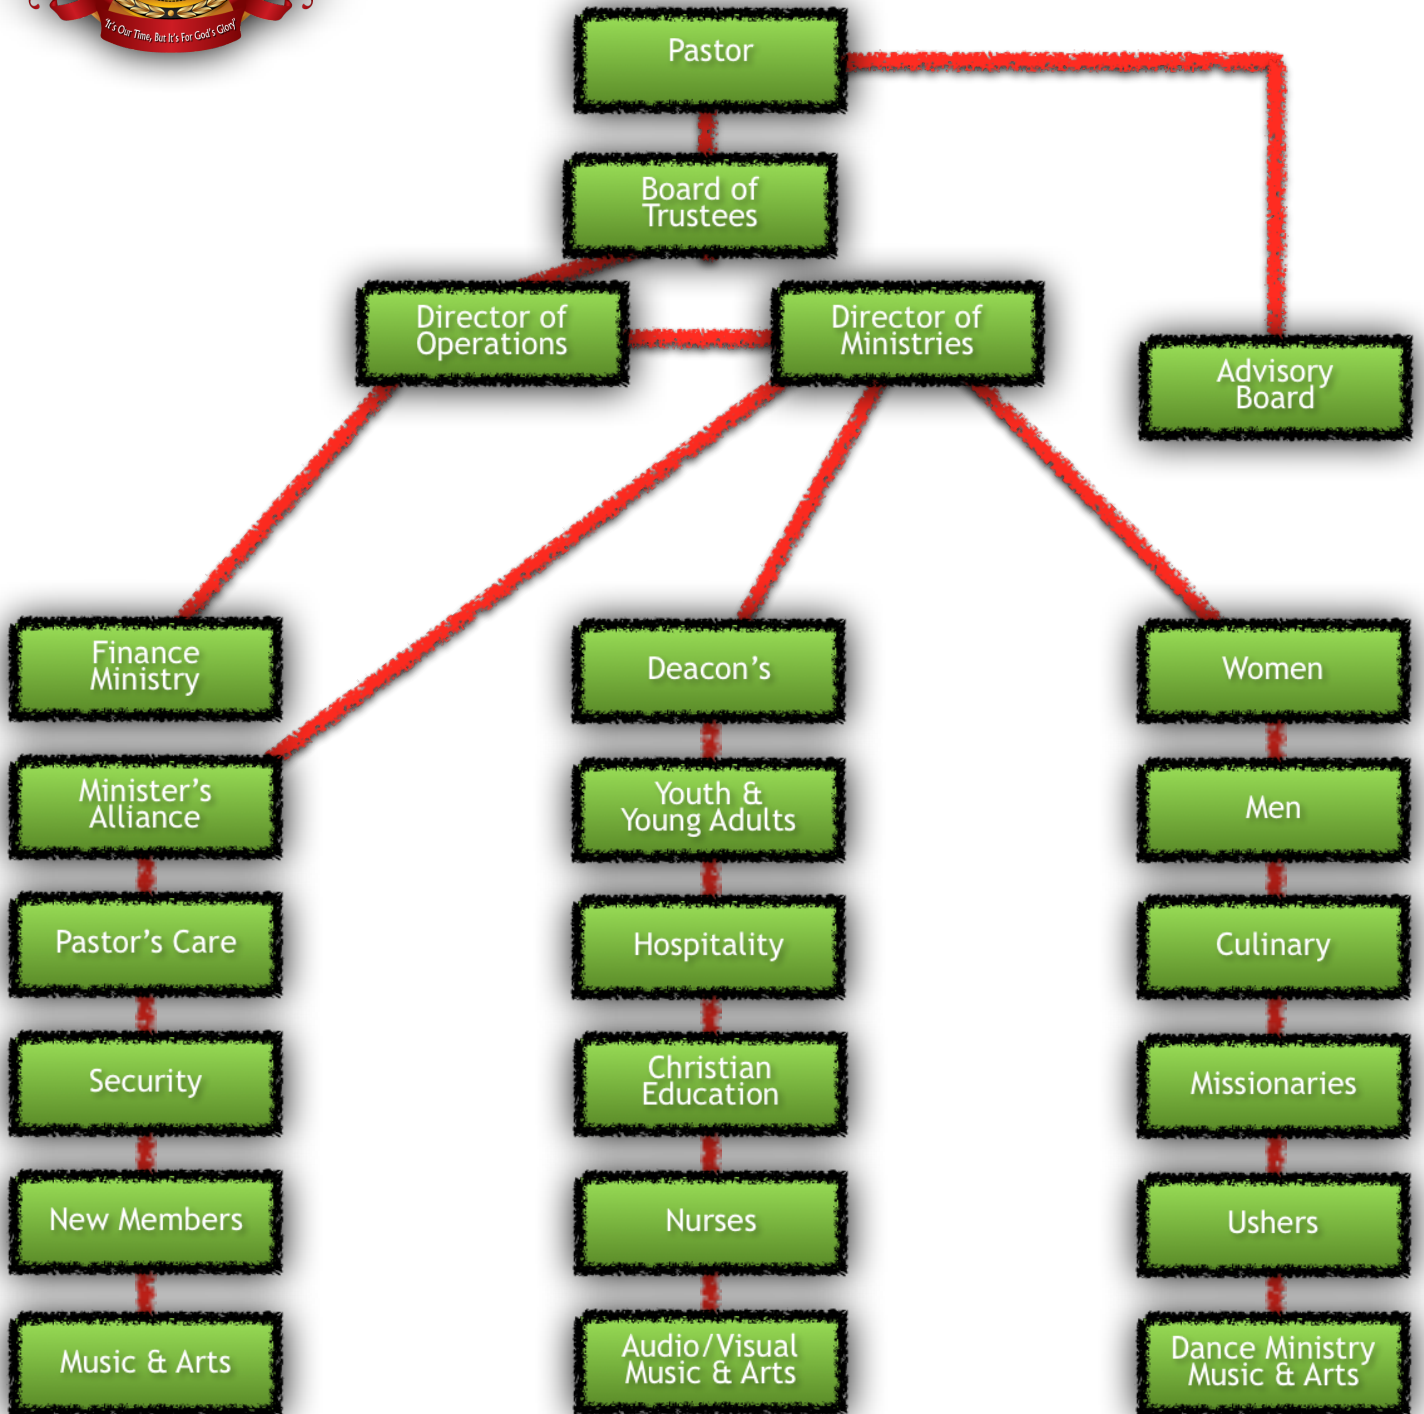 "It's Our Time, But It's For God's Glory"
Pastor
Board of
Trustees
Director of
Operations
Director of
Ministries
Advisory
Board
Finance
Ministry
Deacon's
Women
Minister's
Alliance
Youth &
Young Adults
Men
Pastor's Care
Hospitality
Culinary
Security
Christian
Education
Missionaries
New Members
Nurses
Ushers
Music & Arts
Audio/Visual
Music & Arts
Dance Ministry
Music & Arts